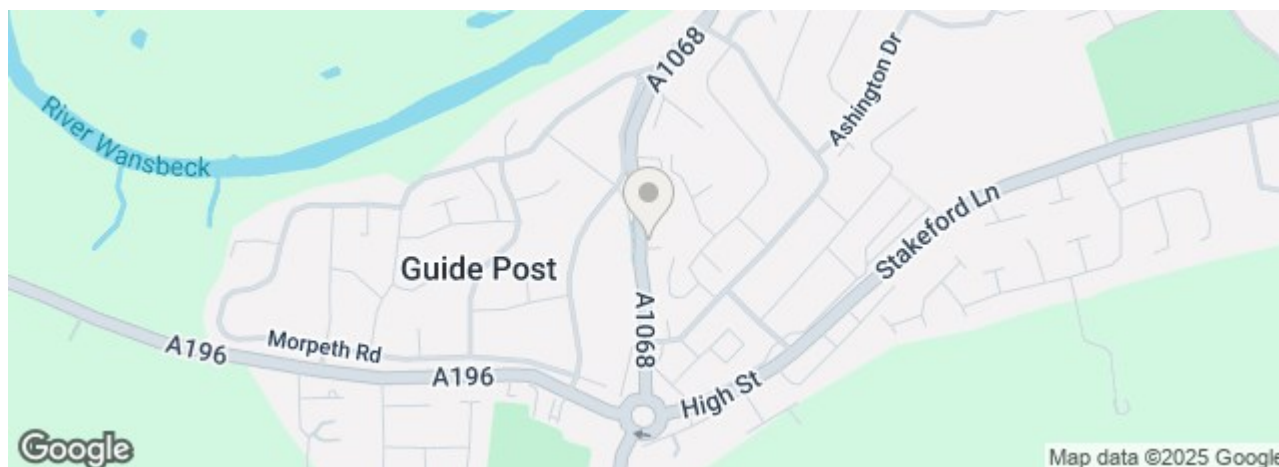 A1068
Ashington Dr
River Wansbeck
Stakeford Ln
Guide Post
A1068
Morpeth Rd
A196
A196
High St
Google
Map data ©2025 Google